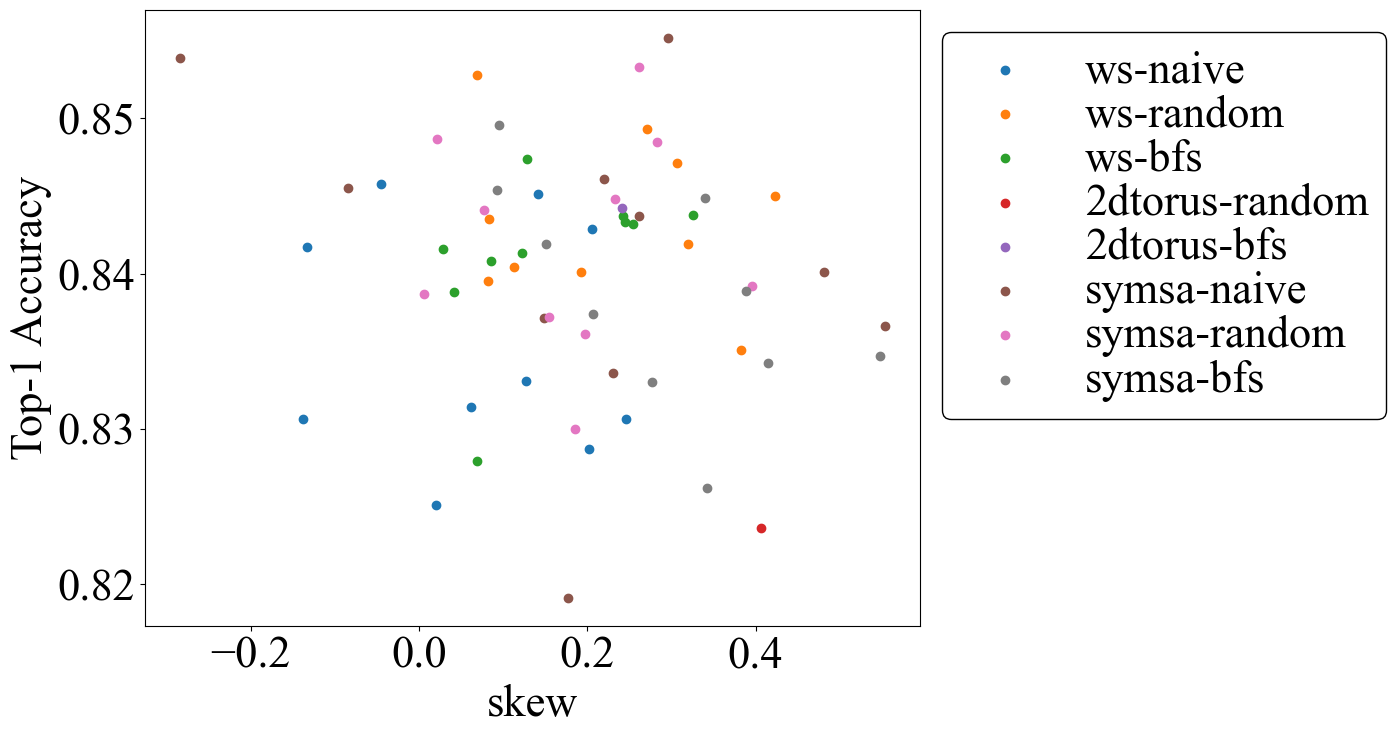 0.85
0.84
0.83
0.82
Top-1 Accuracy
−0.2
0.0
0.2
0.4
skew
ws-naive
ws-random
ws-bfs
2dtorus-random
2dtorus-bfs
symsa-naive
symsa-random
symsa-bfs